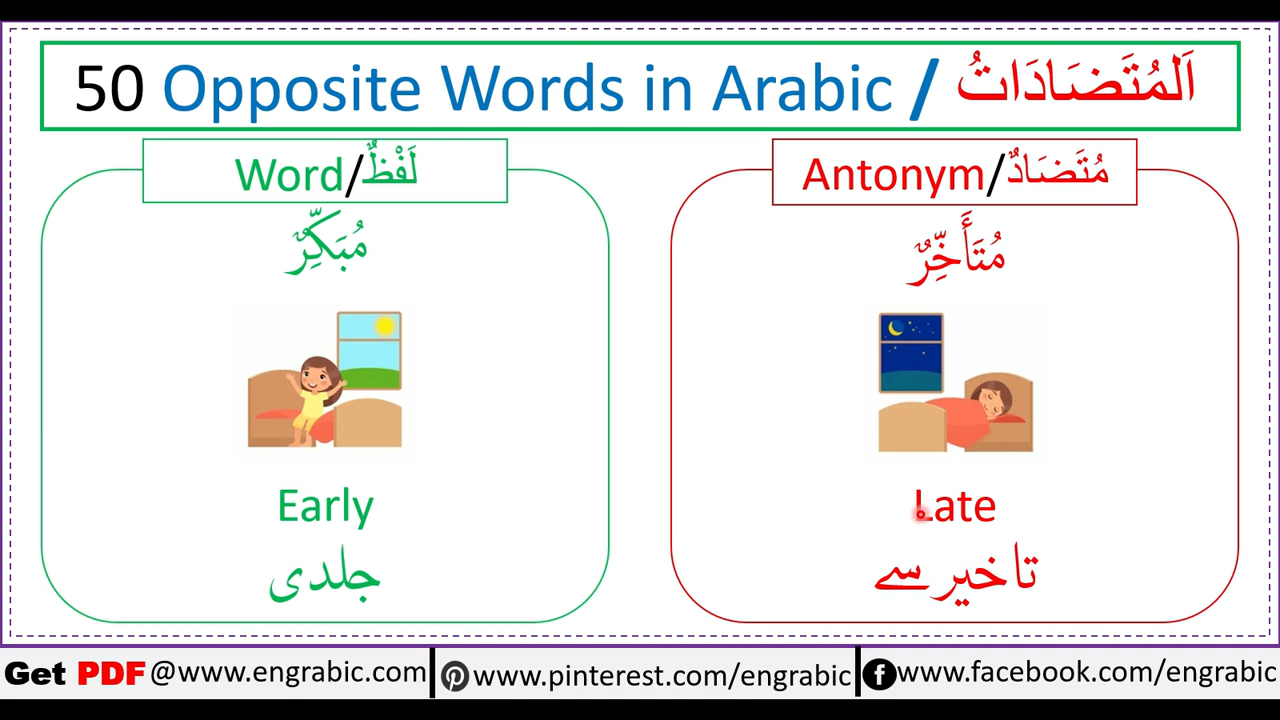 50 Opposite Words in Arabic / اَلْمُتَضَادَاتُ
Word/لَفْظٌ
مُبَكِّرٌ
Early
جلدی
Antonym/مُتَضَادٌ
مُتَأَخِّرٌ
Late
تاخیر سے
Get PDF @www.engrabic.com
www.pinterest.com/engrabic
www.facebook.com/engrabic